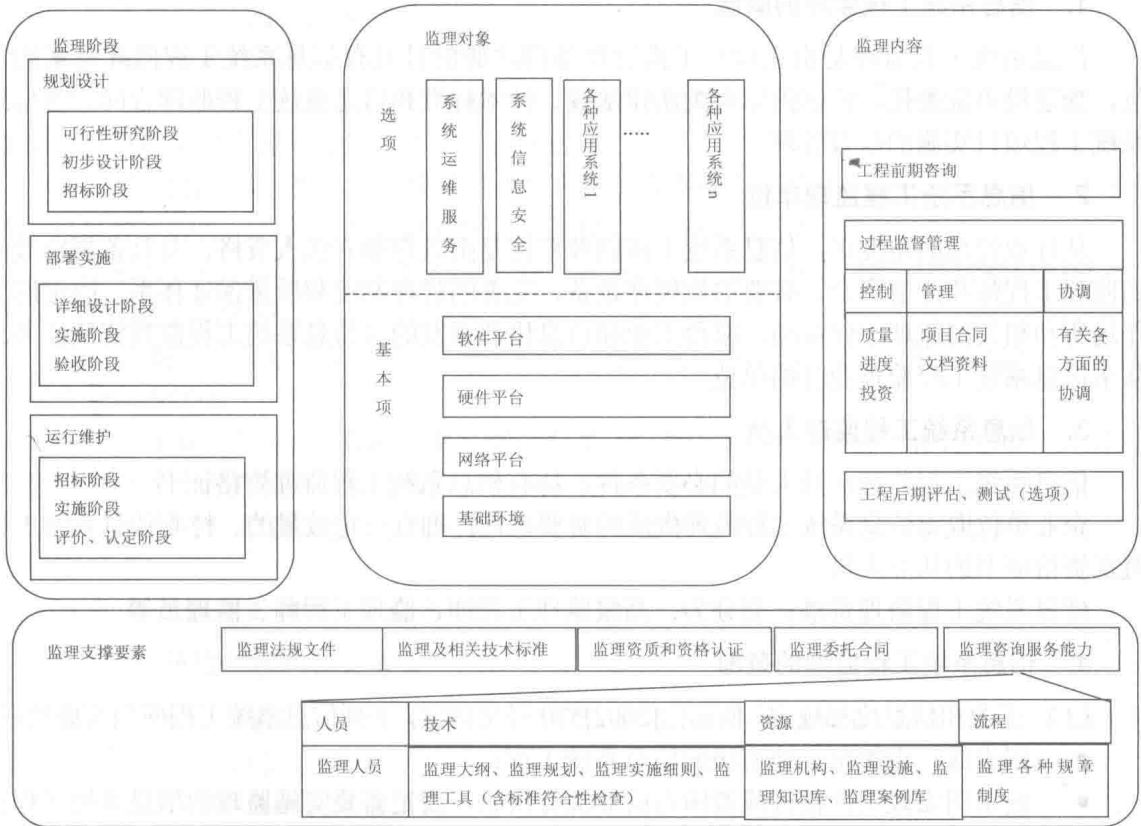 监理阶段
规划设计
可行性研究阶段
初步设计阶段
招标阶段
部署实施
详细设计阶段
实施阶段
验收阶段
运行维护
招标阶段
实施阶段
评价、认定阶段
监理对象
选项
系统运维服务
系统信息安全
各种应用系统1
……
各种应用系统n
基本项
软件平台
硬件平台
网络平台
基础环境
监理内容
工程前期咨询
过程监督管理
控制 管理 协调
质量 项目合同 有关各
进度 文档资料 方面的
投资 协调
工程后期评估、测试（选项）
监理支撑要素
监理法规文件 监理及相关技术标准 监理资质和资格认证 监理委托合同 监理咨询服务能力
人员 技术 资源 流程
监理人员 监理大纲、监理规划、监理实施细则、监 监理机构、监理设施、监 监理各种规章
理工具（含标准符合性检查） 理知识库、监理案例库 制度